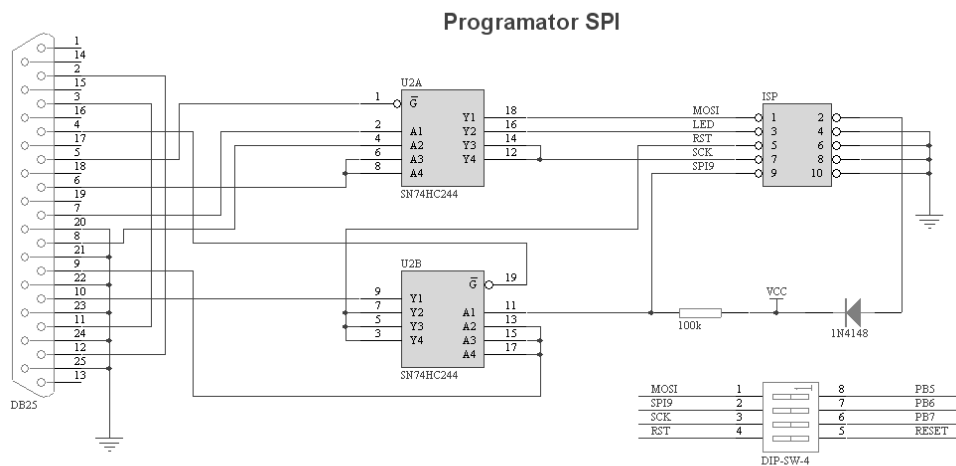 Programator SPI
1
14
2
15
3
16
4
17
5
18
6
19
7
20
8
21
9
22
10
23
11
24
12
25
13
DB25
U2A
1 G
2 A1 Y1 18
4 A2 Y2 16
6 A3 Y3 14
8 A4 Y4 12
SN74HC244
MOSI
LED
RST
SCK
SPI9
ISP
1 2
3 4
5 6
7 8
9 10
U2B
G 19
9 Y1 A1 11
7 Y2 A2 13
5 Y3 A3 15
3 Y4 A4 17
SN74HC244
100k
VCC
1N4148
MOSI 1 8 PB5
SPI9 2 7 PB6
SCK 3 6 PB7
RST 4 5 RESET
DIP-SW-4